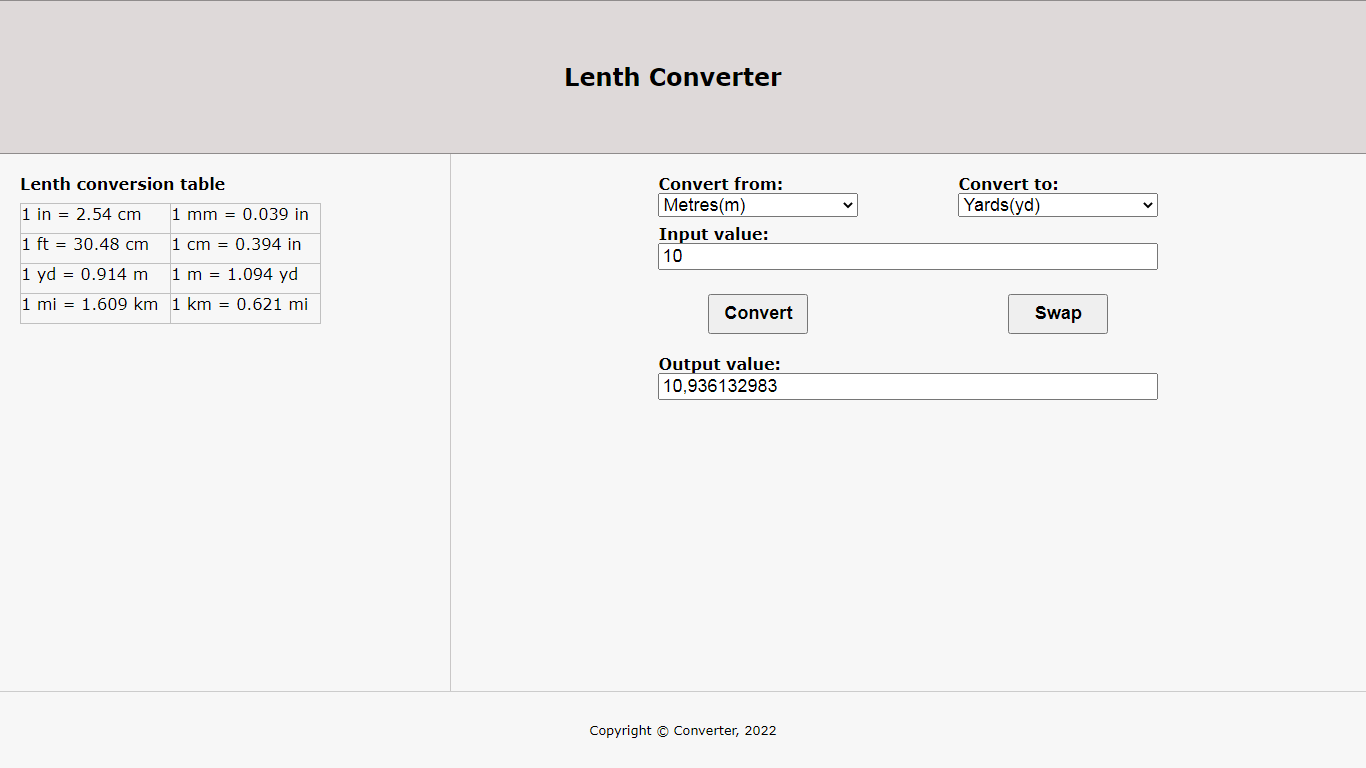 Lenth Converter
Lenth conversion table
1 in = 2.54 cm 1 mm = 0.039 in
1 ft = 30.48 cm 1 cm = 0.394 in
1 yd = 0.914 m 1 m = 1.094 yd
1 mi = 1.609 km 1 km = 0.621 mi
Convert from: Convert to:
Metres(m) Yards(yd)
Input value:
10
Convert Swap
Output value:
10,936132983
Copyright © Converter, 2022